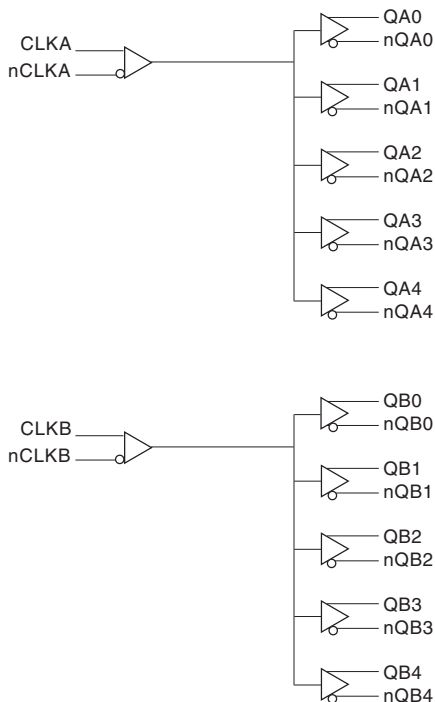 CLKA
nCLKA
QA0
nQA0
QA1
nQA1
QA2
nQA2
QA3
nQA3
QA4
nQA4
CLKB
nCLKB
QB0
nQB0
QB1
nQB1
QB2
nQB2
QB3
nQB3
QB4
nQB4